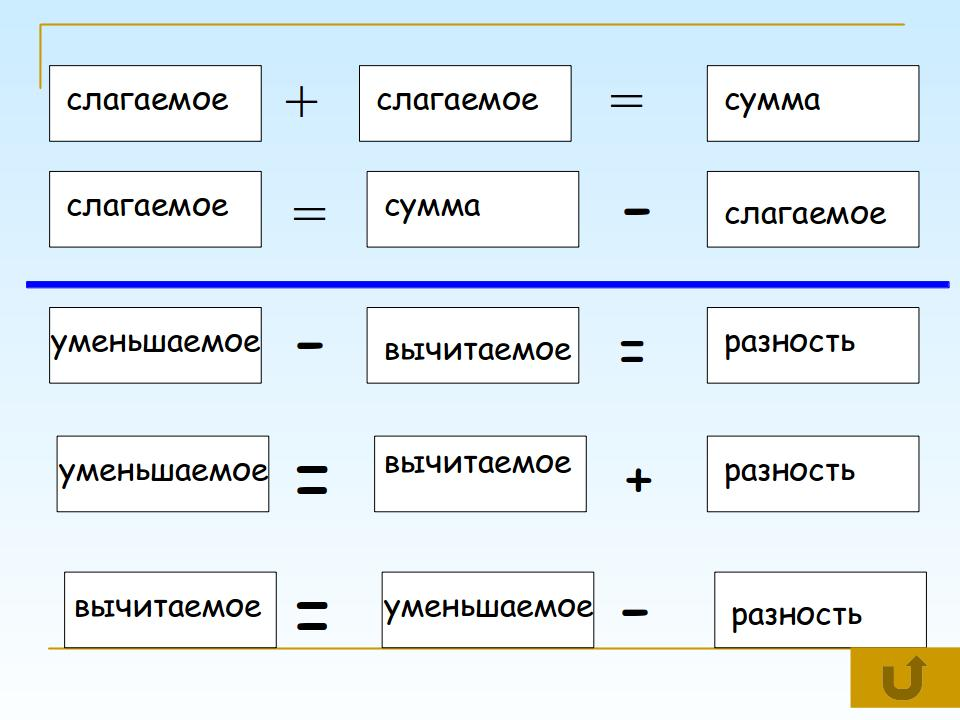 слагаемое + слагаемое = сумма
слагаемое = сумма - слагаемое
уменьшаемое - вычитаемое = разность
уменьшаемое = вычитаемое + разность
вычитаемое = уменьшаемое - разность